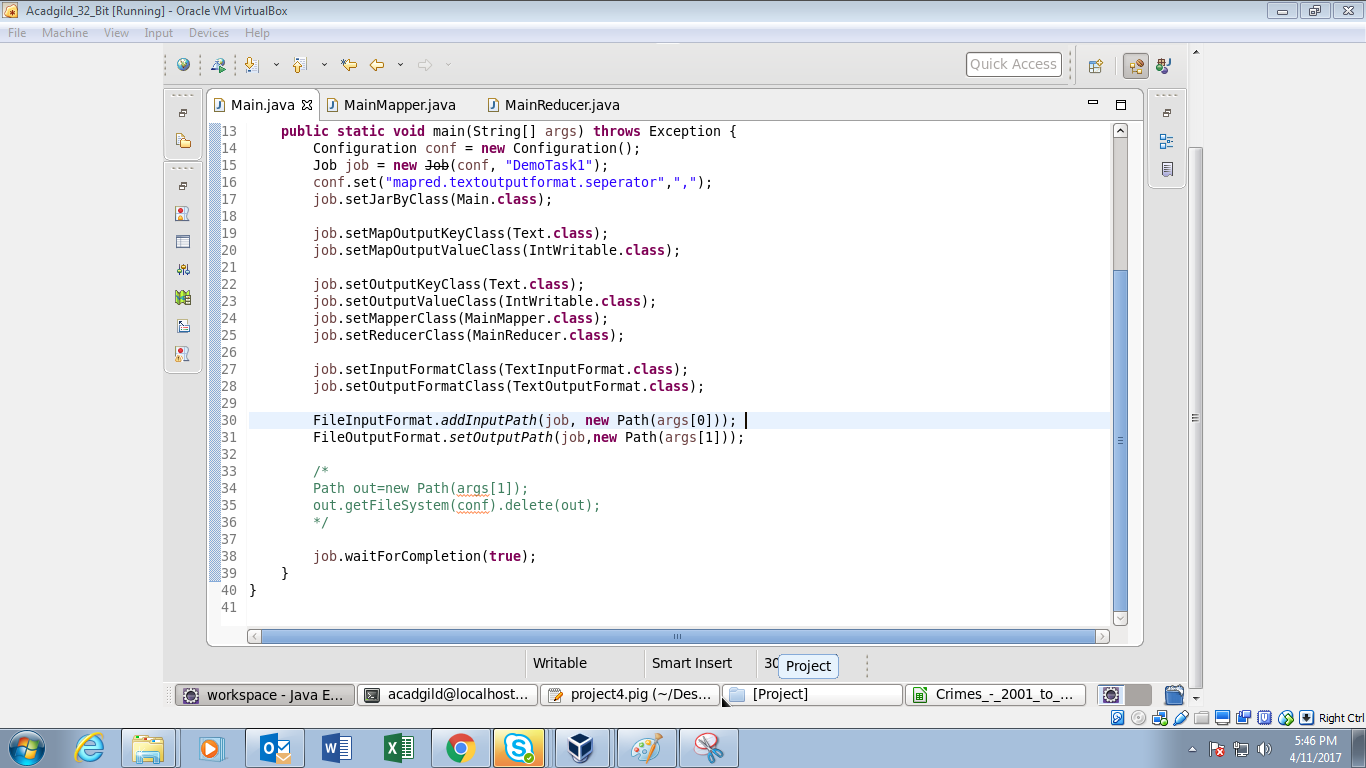 Acadgild_32_Bit [Running] - Oracle VM VirtualBox
File Machine View Input Devices Help
Quick Access
Main.java MainMapper.java MainReducer.java
13 public static void main(String[] args) throws Exception {
14 Configuration conf = new Configuration();
15 Job job = new Job(conf, "DemoTask1");
16 conf.set("mapred.textoutputformat.seperator",",");
17 job.setJarByClass(Main.class);
18
19 job.setMapOutputKeyClass(Text.class);
20 job.setMapOutputValueClass(IntWritable.class);
21
22 job.setOutputKeyClass(Text.class);
23 job.setOutputValueClass(IntWritable.class);
24 job.setMapperClass(MainMapper.class);
25 job.setReducerClass(MainReducer.class);
26
27 job.setInputFormatClass(TextInputFormat.class);
28 job.setOutputFormatClass(TextOutputFormat.class);
29
30 FileInputFormat.addInputPath(job, new Path(args[0]));
31 FileOutputFormat.setOutputPath(job,new Path(args[1]));
32
33 /*
34 Path out=new Path(args[1]);
35 out.getFileSystem(conf).delete(out);
36 */
37
38 job.waitForCompletion(true);
39 }
40 }
41
Writable Smart Insert 30 Project
workspace - Java E... acadgild@localhost... project4.pig (~/Des... [Project] Crimes_-_2001_to_...
Right Ctrl
5:46 PM
4/11/2017